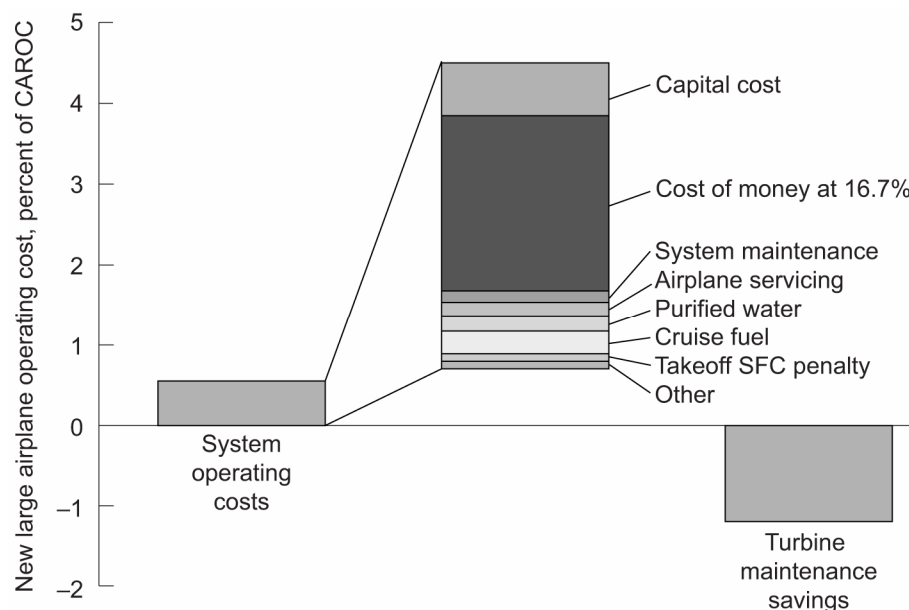 New large airplane operating cost, percent of CAROC
5
4
3
2
1
0
–1
–2
System
operating
costs
Capital cost
Cost of money at 16.7%
System maintenance
Airplane servicing
Purified water
Cruise fuel
Takeoff SFC penalty
Other
Turbine
maintenance
savings